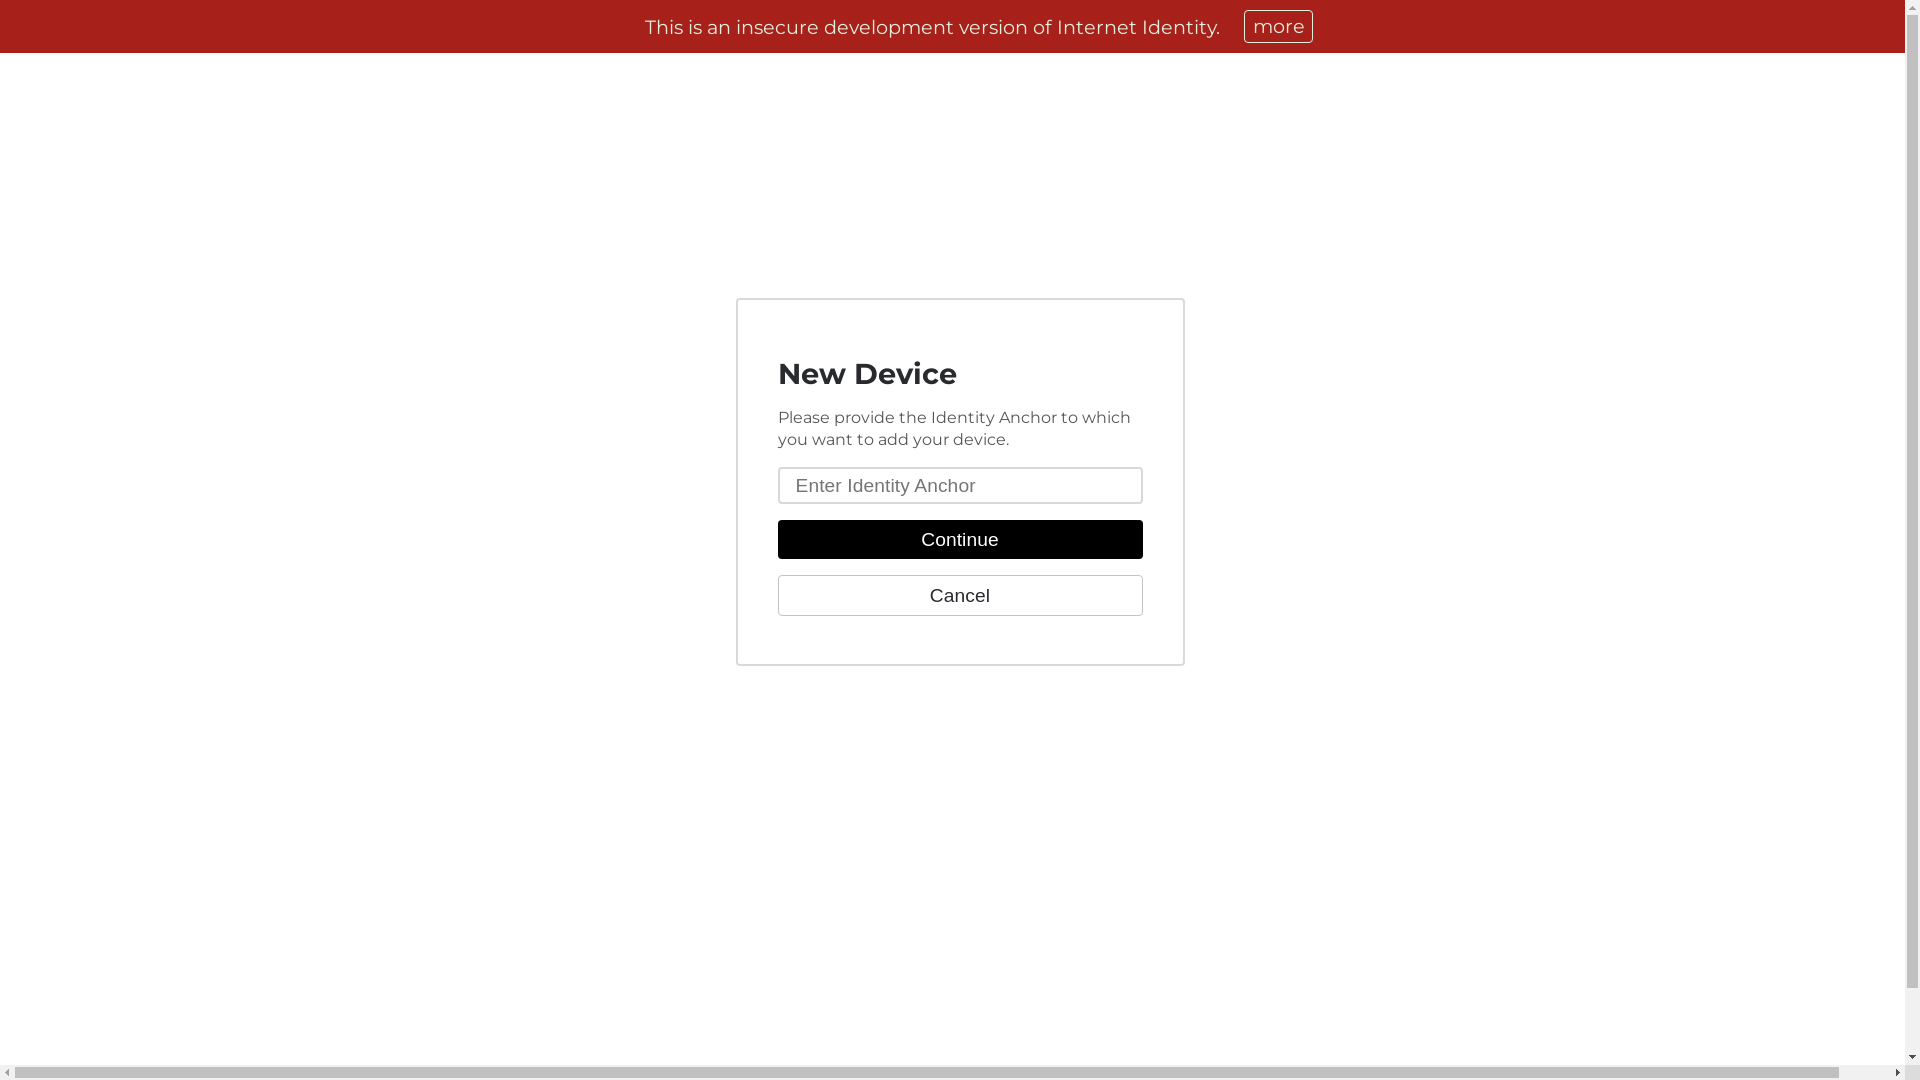 This is an insecure development version of Internet Identity. more
New Device
Please provide the Identity Anchor to which
you want to add your device.
Enter Identity Anchor
Continue
Cancel